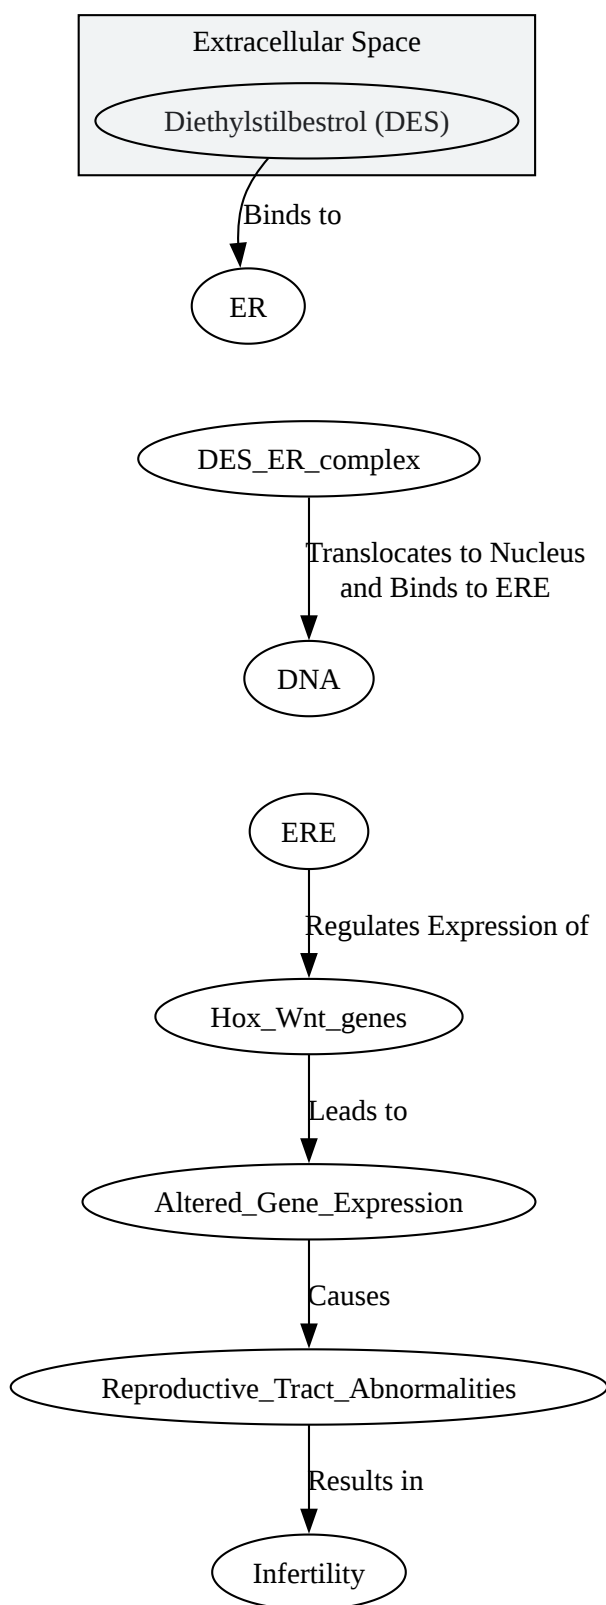 Extracellular Space
Diethylstilbestrol (DES)
Binds to
ER
DES_ER_complex
Translocates to Nucleus
and Binds to ERE
DNA
ERE
Regulates Expression of
Hox_Wnt_genes
Leads to
Altered_Gene_Expression
Causes
Reproductive_Tract_Abnormalities
Results in
Infertility